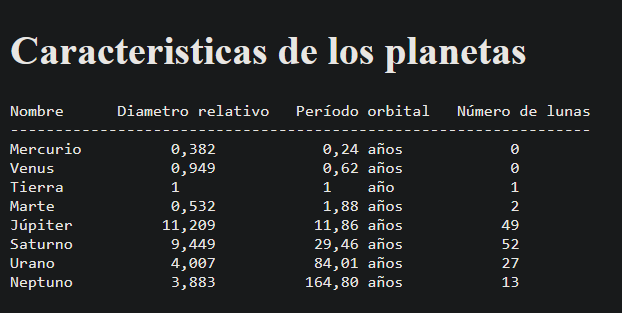 Caracteristicas de los planetas
Nombre      Diametro relativo   Período orbital   Número de lunas
-----------------------------------------------------------------
Mercurio          0,382            0,24 años            0
Venus             0,949            0,62 años            0
Tierra            1                1    año             1
Marte             0,532            1,88 años            2
Júpiter          11,209           11,86 años           49
Saturno           9,449           29,46 años           52
Urano             4,007           84,01 años           27
Neptuno           3,883          164,80 años           13